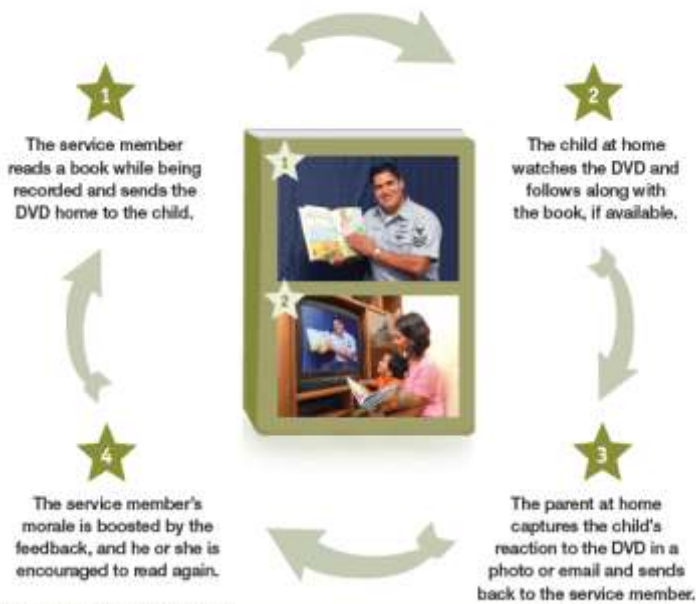 1
The service member
reads a book while being
recorded and sends the
DVD home to the child.
2
The child at home
watches the DVD and
follows along with
the book, if available.
1
2
3
The parent at home
captures the child's
reaction to the DVD in a
photo or email and sends
back to the service member.
4
The service member's
morale is boosted by the
feedback, and he or she is
encouraged to read again.